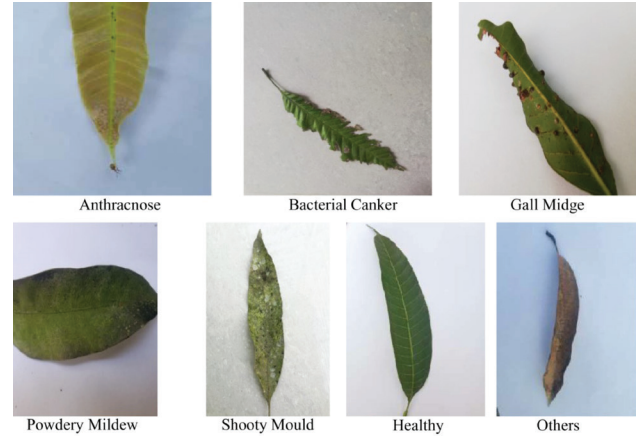 Anthracnose
Bacterial Canker
Gall Midge
Powdery Mildew
Shooty Mould
Healthy
Others